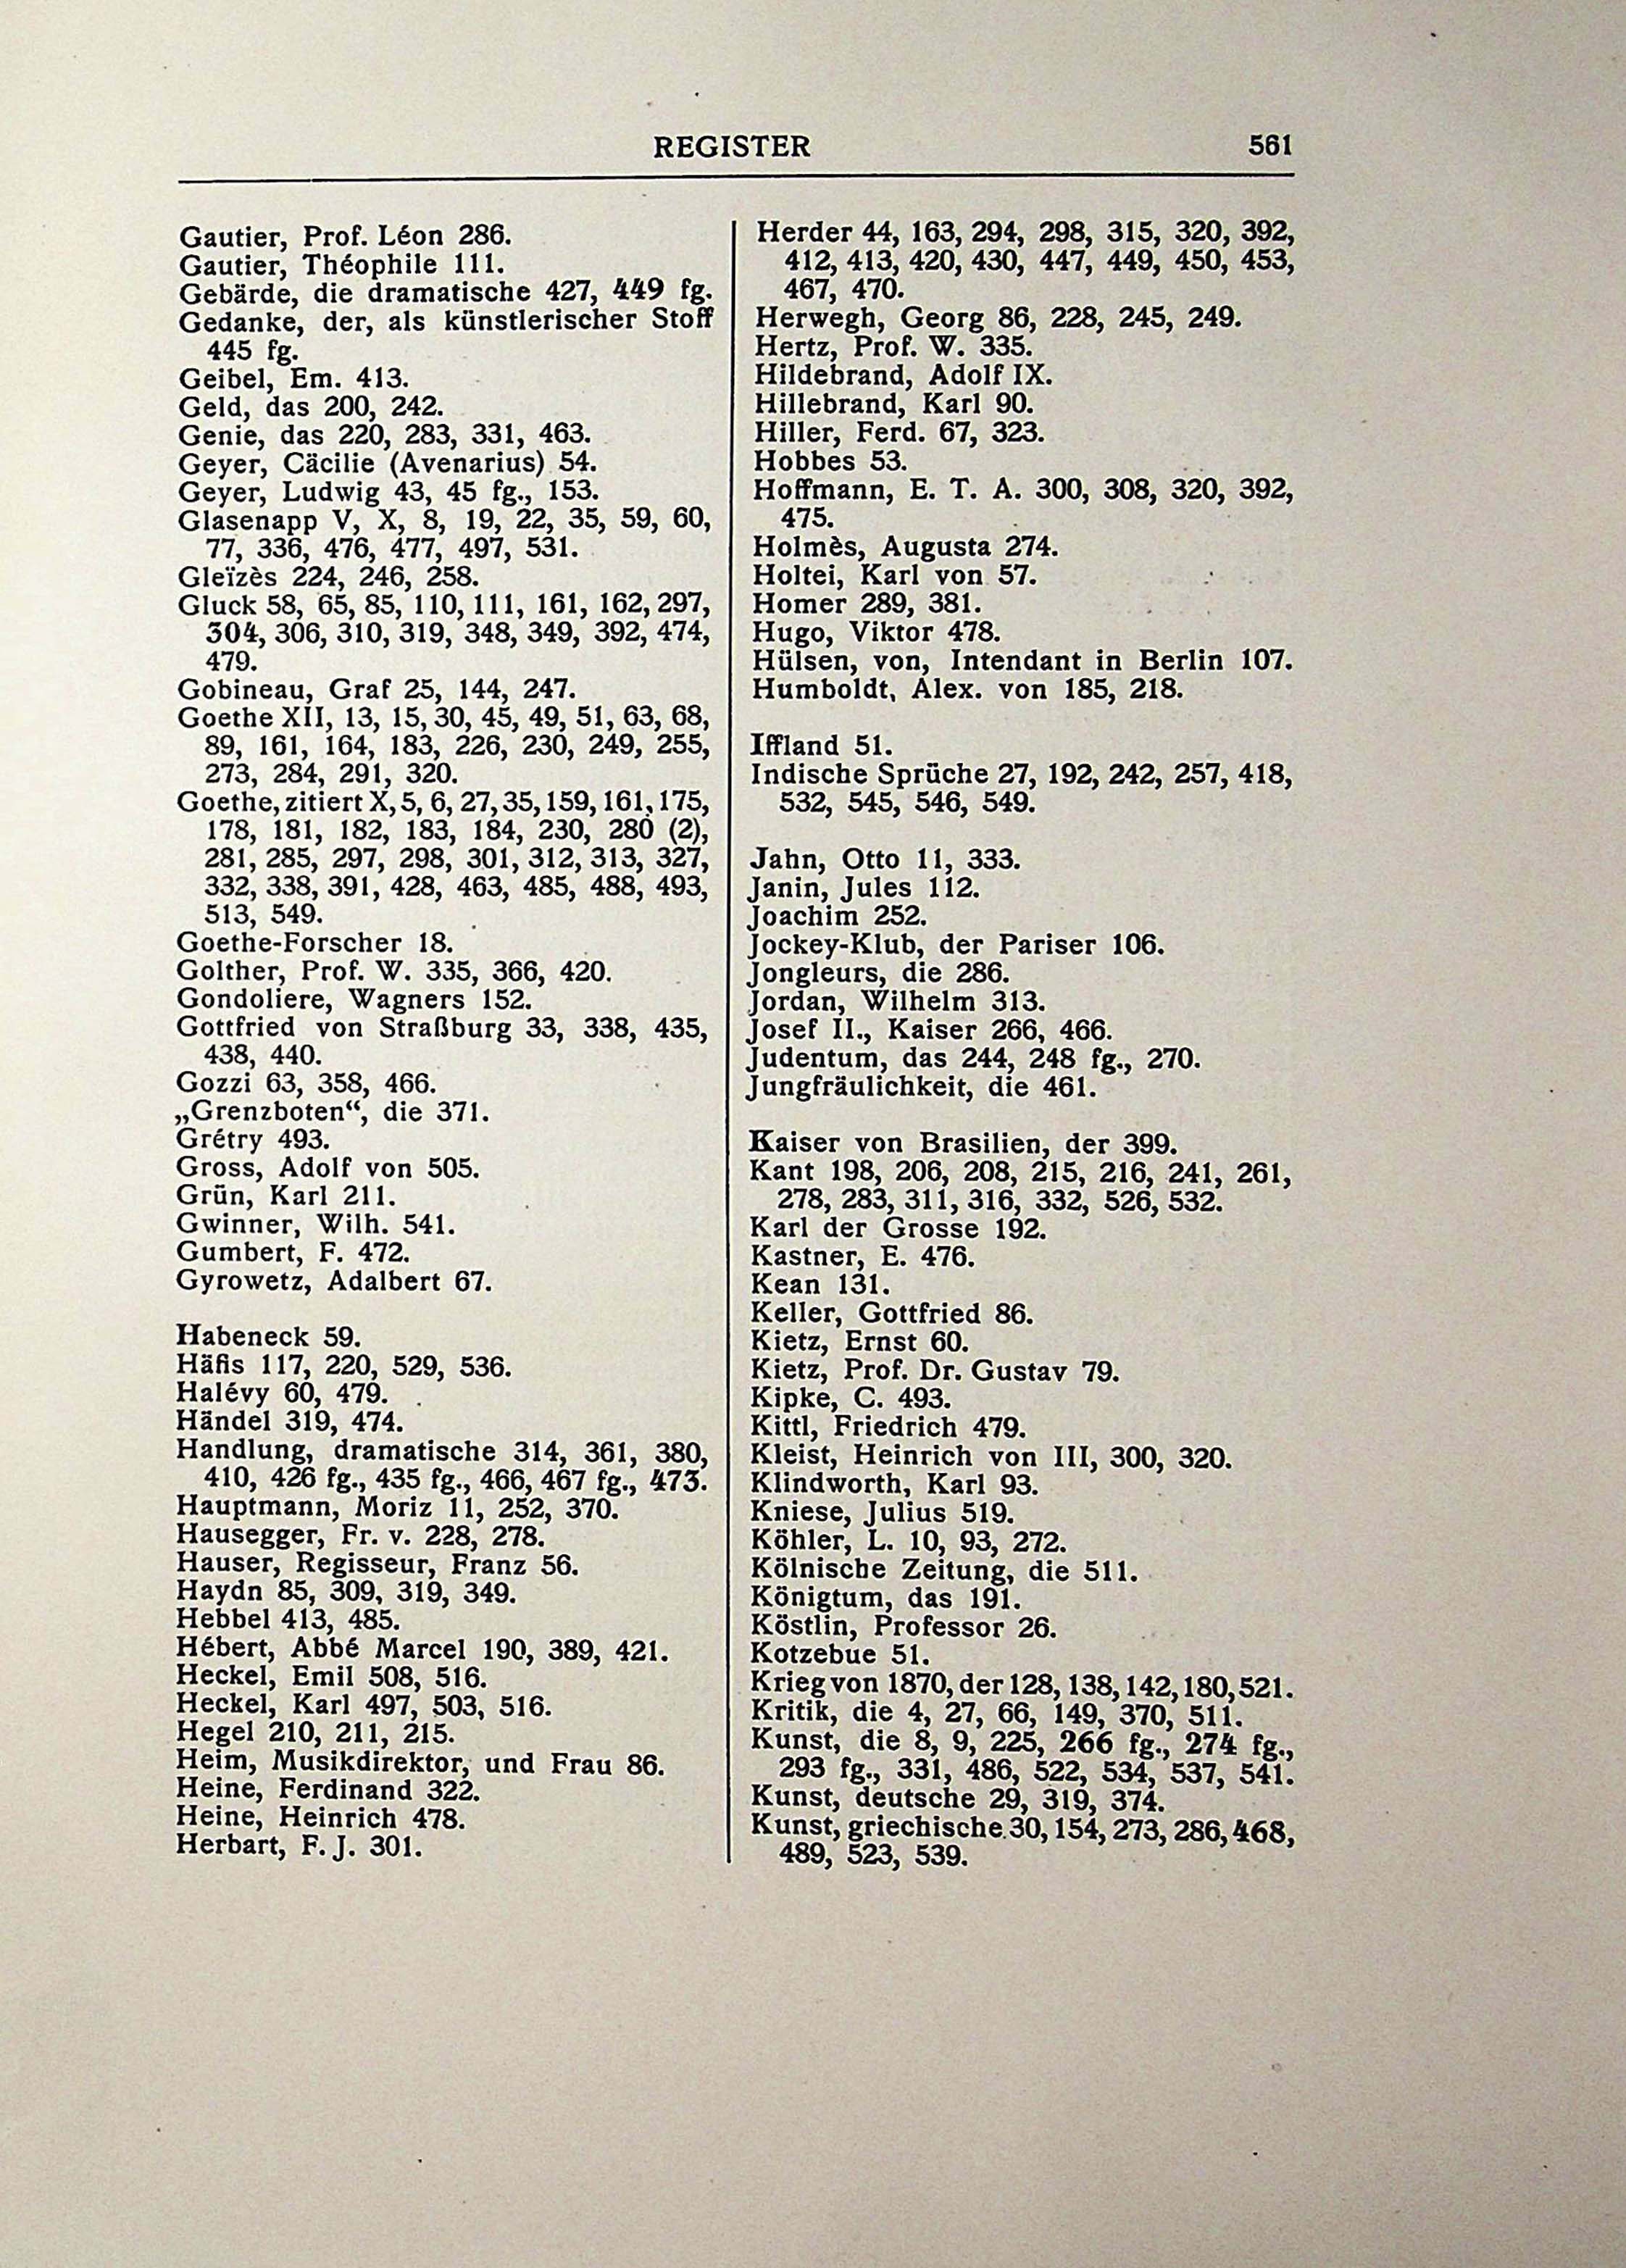 REGISTER 561
Gautier, Prof. Léon 286.
Gautier, Théophile 111.
Gebärde, die dramatische 427, 449 fg.
Gedanke, der, als künstlerischer Stoff
445 fg.
Geibel, Em. 413.
Geld, das 200, 242.
Genie, das 220, 283, 331, 463.
Geyer, Cäcilie (Avenarius) 54.
Geyer, Ludwig 43, 45 fg., 153.
Glasenapp V, X, 8, 19, 22, 35, 59, 60,
77, 336, 476, 477, 497, 531.
Gleïzès 224, 246, 258.
Gluck 58, 65, 85, 110, 111, 161, 162, 297,
304, 306, 310, 319, 348, 349, 392, 474,
479.
Gobineau, Graf 25, 144, 247.
Goethe XII, 13, 15, 30, 45, 49, 51, 63, 68,
89, 161, 164, 183, 226, 230, 249, 255,
273, 284, 291, 320.
Goethe, zitiert X, 5, 6, 27, 35, 159, 161, 175,
178, 181, 182, 183, 184, 230, 280 (2),
281, 285, 297, 298, 301, 312, 313, 327,
332, 338, 391, 428, 463, 485, 488, 493,
513, 549.
Goethe-Forscher 18.
Golther, Prof. W. 335, 366, 420.
Gondoliere, Wagners 152.
Gottfried von Straßburg 33, 338, 435,
438, 440.
Gozzi 63, 358, 466.
„Grenzboten“, die 371.
Grétry 493.
Gross, Adolf von 505.
Grün, Karl 211.
Gwinner, Wilh. 541.
Gumbert, F. 472.
Gyrowetz, Adalbert 67.
Habeneck 59.
Häfis 117, 220, 529, 536.
Halévy 60, 479.
Händel 319, 474.
Handlung, dramatische 314, 361, 380,
410, 426 fg., 435 fg., 466, 467 fg., 473.
Hauptmann, Moriz 11, 252, 370.
Hausegger, Fr. v. 228, 278.
Hauser, Regisseur, Franz 56.
Haydn 85, 309, 319, 349.
Hebbel 413, 485.
Hébert, Abbé Marcel 190, 389, 421.
Heckel, Emil 508, 516.
Heckel, Karl 497, 503, 516.
Hegel 210, 211, 215.
Heim, Musikdirektor, und Frau 86.
Heine, Ferdinand 322.
Heine, Heinrich 478.
Herbart, F. J. 301.
Herder 44, 163, 294, 298, 315, 320, 392,
412, 413, 420, 430, 447, 449, 450, 453,
467, 470.
Herwegh, Georg 86, 228, 245, 249.
Hertz, Prof. W. 335.
Hildebrand, Adolf IX.
Hillebrand, Karl 90.
Hiller, Ferd. 67, 323.
Hobbes 53.
Hoffmann, E. T. A. 300, 308, 320, 392,
475.
Holmès, Augusta 274.
Holtei, Karl von 57.
Homer 289, 381.
Hugo, Viktor 478.
Hülsen, von, Intendant in Berlin 107.
Humboldt, Alex. von 185, 218.
Iffland 51.
Indische Sprüche 27, 192, 242, 257, 418,
532, 545, 546, 549.
Jahn, Otto 11, 333.
Janin, Jules 112.
Joachim 252.
Jockey-Klub, der Pariser 106.
Jongleurs, die 286.
Jordan, Wilhelm 313.
Josef II., Kaiser 266, 466.
Judentum, das 244, 248 fg., 270.
Jungfräulichkeit, die 461.
Kaiser von Brasilien, der 399.
Kant 198, 206, 208, 215, 216, 241, 261,
278, 283, 311, 316, 332, 526, 532.
Karl der Grosse 192.
Kastner, E. 476.
Kean 131.
Keller, Gottfried 86.
Kietz, Ernst 60.
Kietz, Prof. Dr. Gustav 79.
Kipke, C. 493.
Kittl, Friedrich 479.
Kleist, Heinrich von III, 300, 320.
Klindworth, Karl 93.
Kniese, Julius 519.
Köhler, L. 10, 93, 272.
Kölnische Zeitung, die 511.
Königtum, das 191.
Köstlin, Professor 26.
Kotzebue 51.
Krieg von 1870, der 128, 138, 142, 180, 521.
Kritik, die 4, 27, 66, 149, 370, 511.
Kunst, die 8, 9, 225, 266 fg., 274 fg.,
293 fg., 331, 486, 522, 534, 537, 541.
Kunst, deutsche 29, 319, 374.
Kunst, griechische 30, 154, 273, 286, 468,
489, 523, 539.